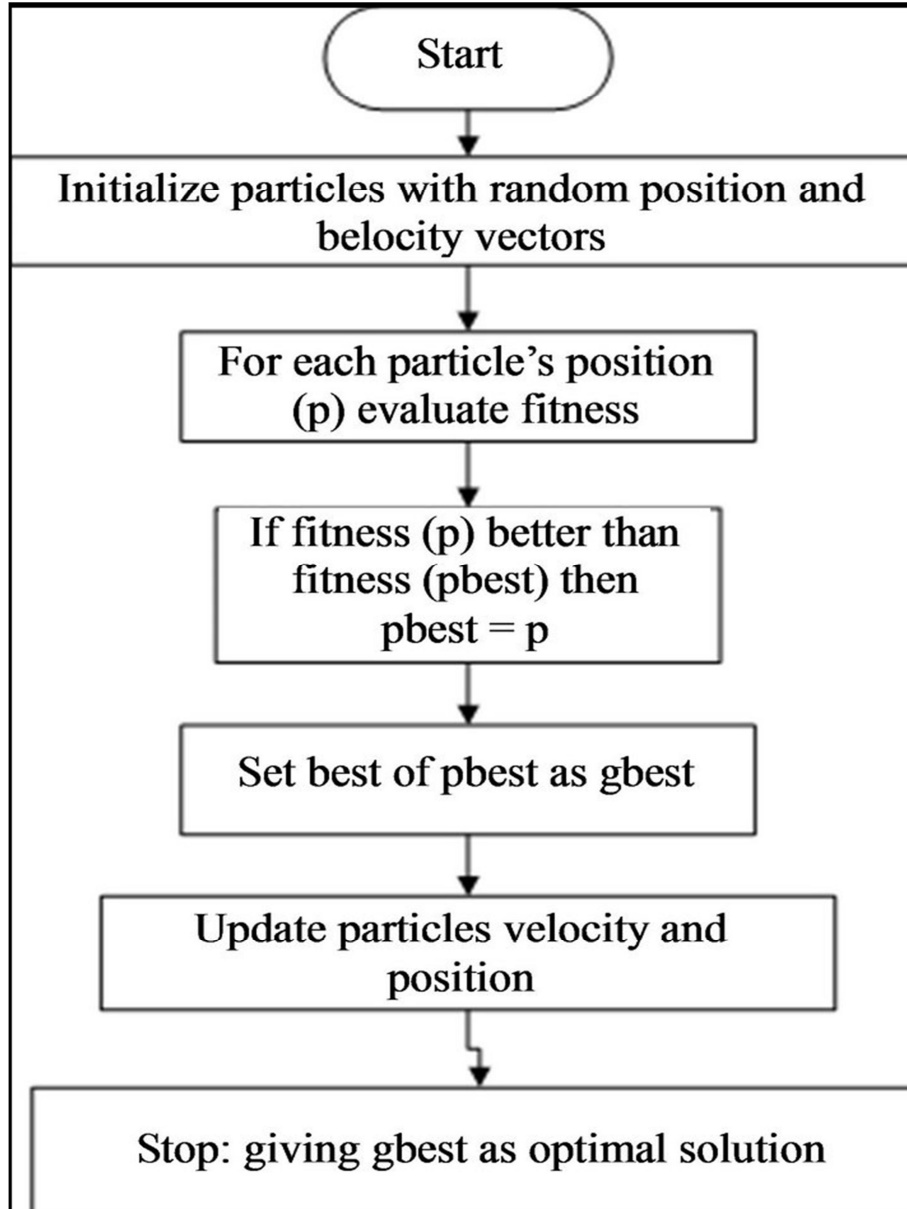 Start
Initialize particles with random position and
belocity vectors
For each particle’s position
(p) evaluate fitness
If fitness (p) better than
fitness (pbest) then
pbest = p
Set best of pbest as gbest
Update particles velocity and
position
Stop: giving gbest as optimal solution